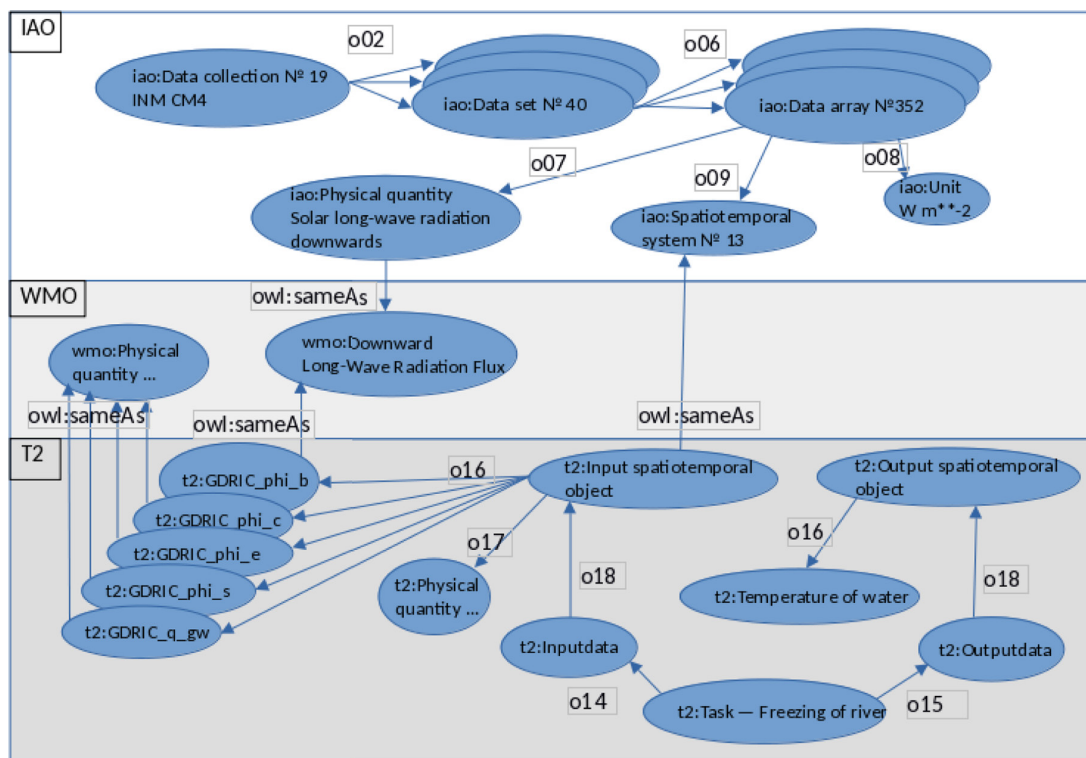 IAO
o02
o06
iao:Data collection № 19
INM CM4
iao:Data set № 40
iao:Data array №352
o07
o09
o08
iao:Physical quantity
Solar long-wave radiation
downwards
iao:Spatiotemporal
system № 13
iao:Unit
W m**-2
WMO
owl:sameAs
wmo:Physical
quantity ...
wmo:Downward
Long-Wave Radiation Flux
owl:sameAs
owl:sameAs
owl:sameAs
T2
t2:GDRIC_phi_b
t2:GDRIC_phi_c
t2:GDRIC_phi_e
t2:GDRIC_phi_s
t2:GDRIC_q_gw
o16
t2:Input spatiotemporal
object
t2:Output spatiotemporal
object
o17
o16
o18
o18
t2:Physical
quantity ...
t2:Temperature of water
t2:Inputdata
t2:Outputdata
o14
t2:Task — Freezing of river
o15